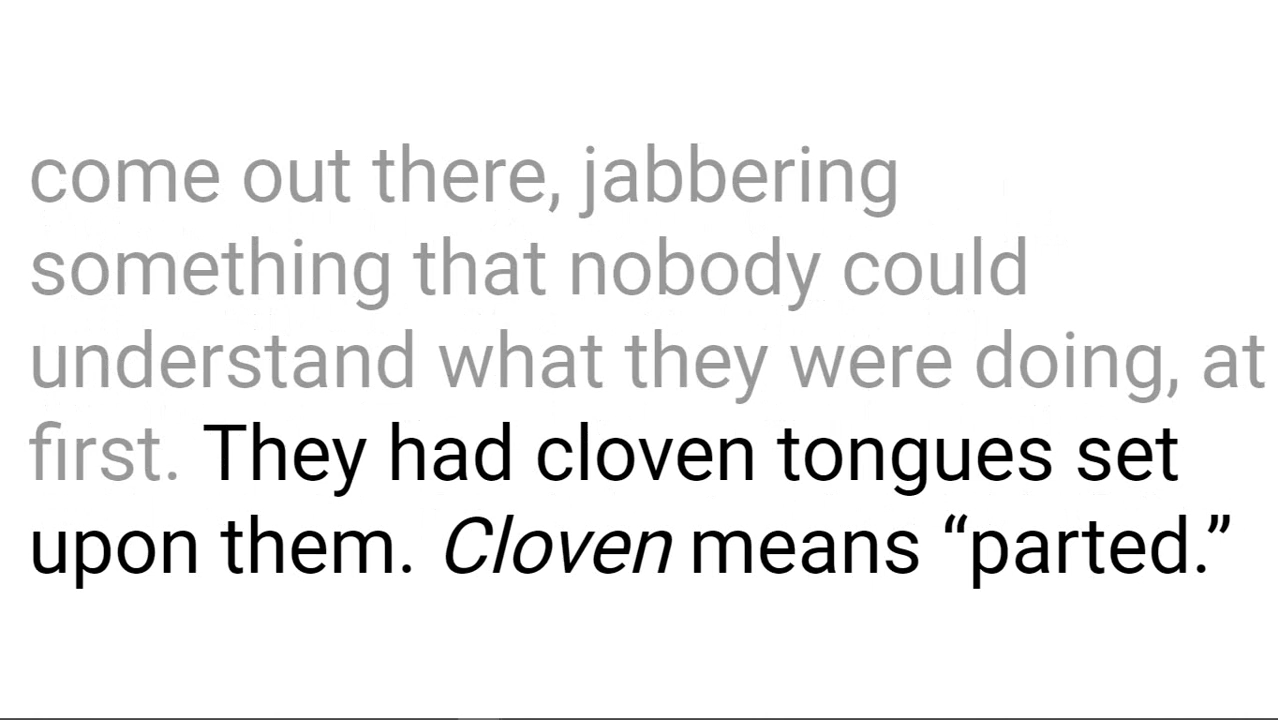 come out there, jabbering
something that nobody could
understand what they were doing, at
first. They had cloven tongues set
upon them. Cloven means “parted.”